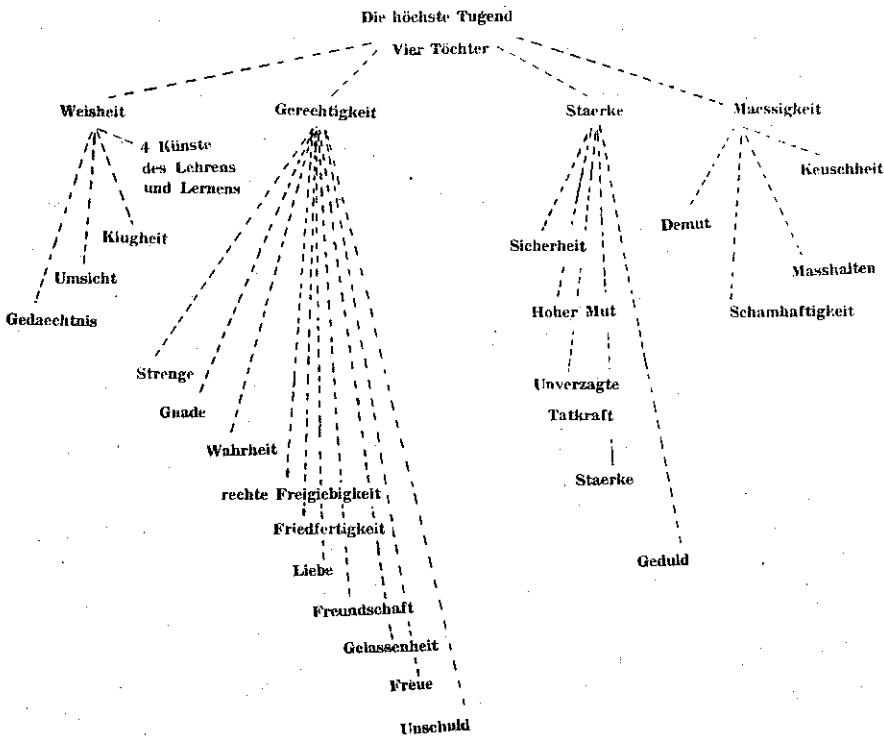 Die höchste Tugend
Vier Töchter
Weisheit
Gerechtigkeit
Staerke
Maessigkeit
4 Künste
des Lehrens
und Lernens
Klugheit
Umsicht
Gedaechtnis
Strenge
Gnade
Wahrheit
rechte Freigiebigkeit
Friedfertigkeit
Liebe
Freundschaft
Gelassenheit
Freue
Unschuld
Sicherheit
Hoher Mut
Unverzagte
Tatkraft
Staerke
Geduld
Demut
Keuschheit
Masshalten
Schamhaftigkeit